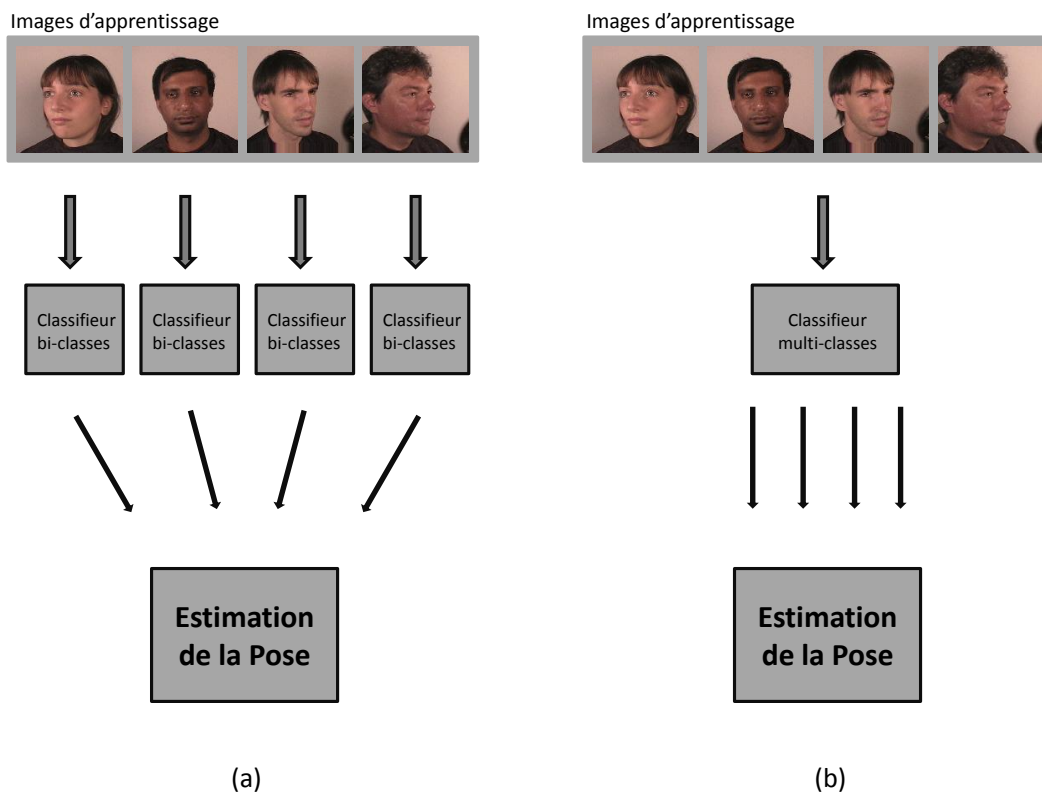 Images d’apprentissage
Classifieur
bi-classes
Classifieur
bi-classes
Classifieur
bi-classes
Classifieur
bi-classes
Estimation
de la Pose
(a)
Images d’apprentissage
Classifieur
multi-classes
Estimation
de la Pose
(b)